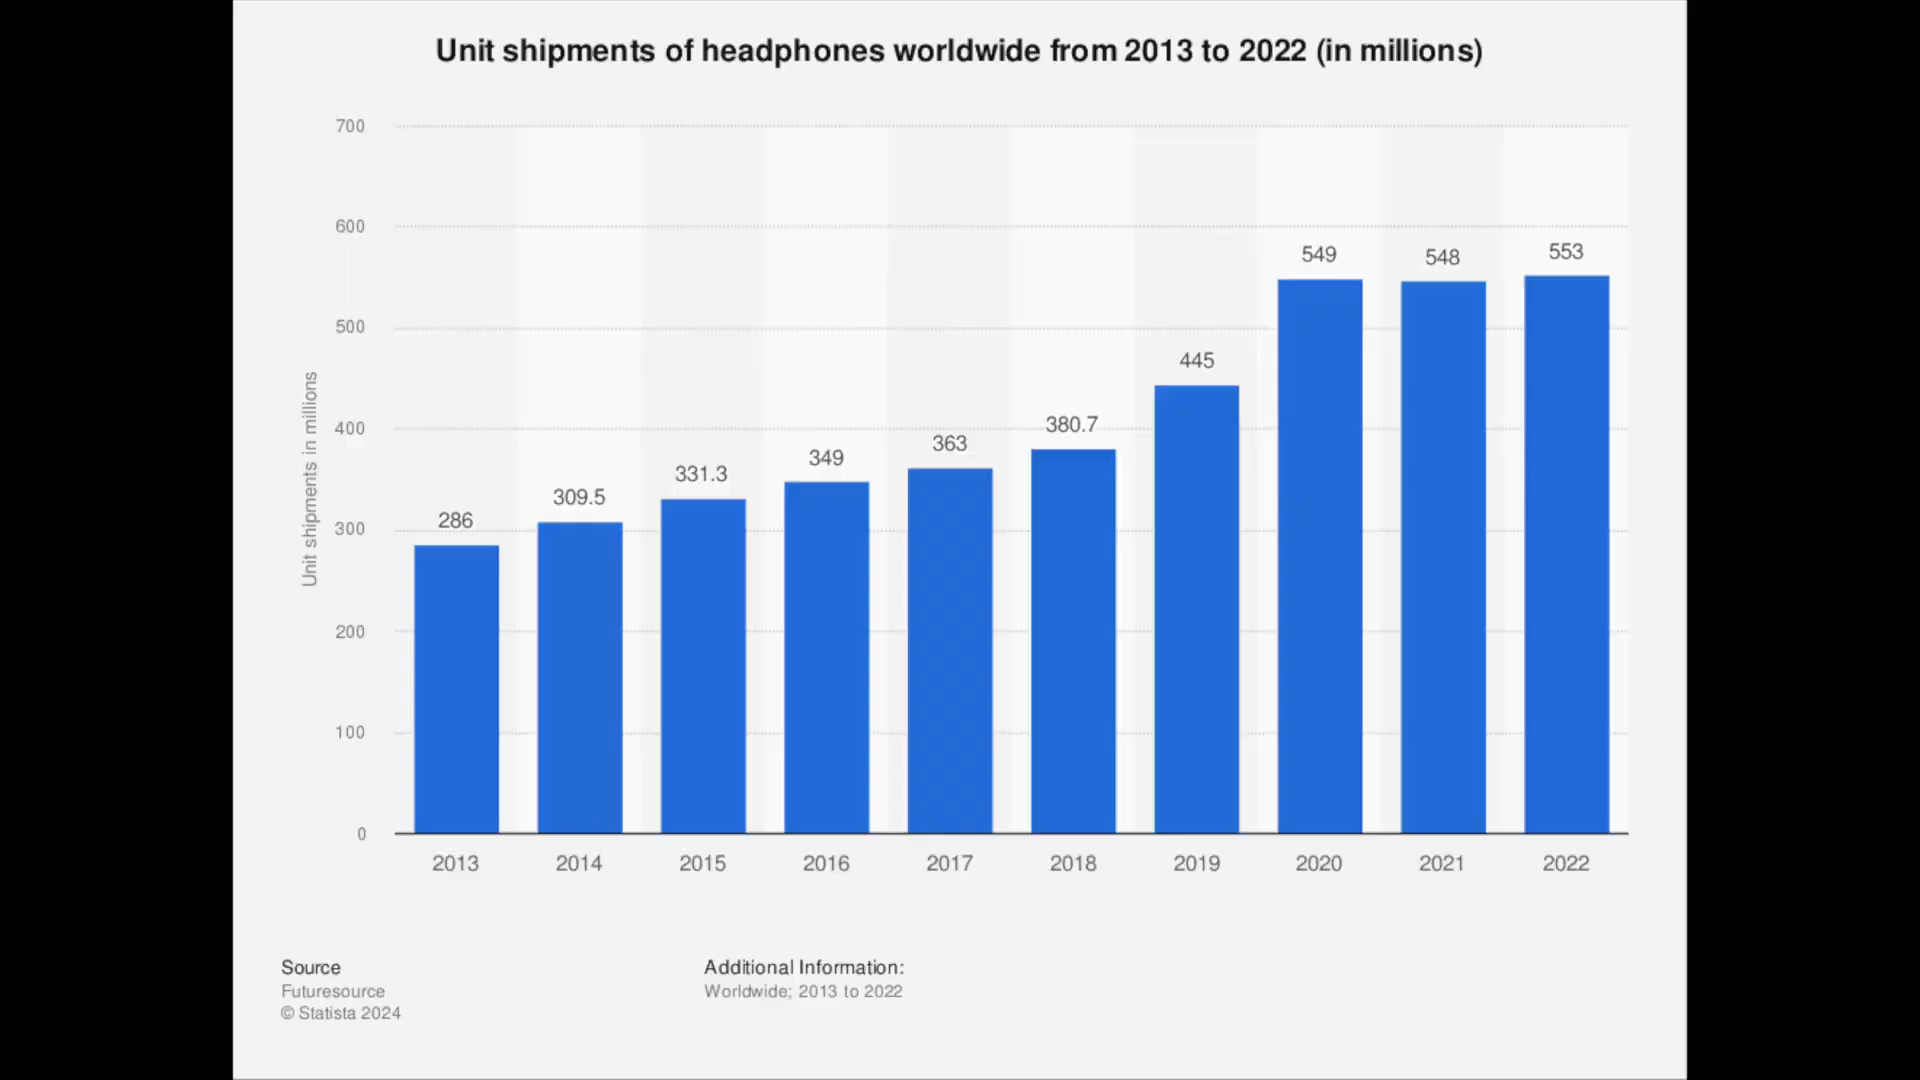 Unit shipments of headphones worldwide from 2013 to 2022 (in millions)
Unit shipments in millions
700
600
500
400
300
200
100
0
286
309.5
331.3
349
363
380.7
445
549
548
553
2013 2014 2015 2016 2017 2018 2019 2020 2021 2022
Source
Futuresource
© Statista 2024
Additional Information:
Worldwide; 2013 to 2022